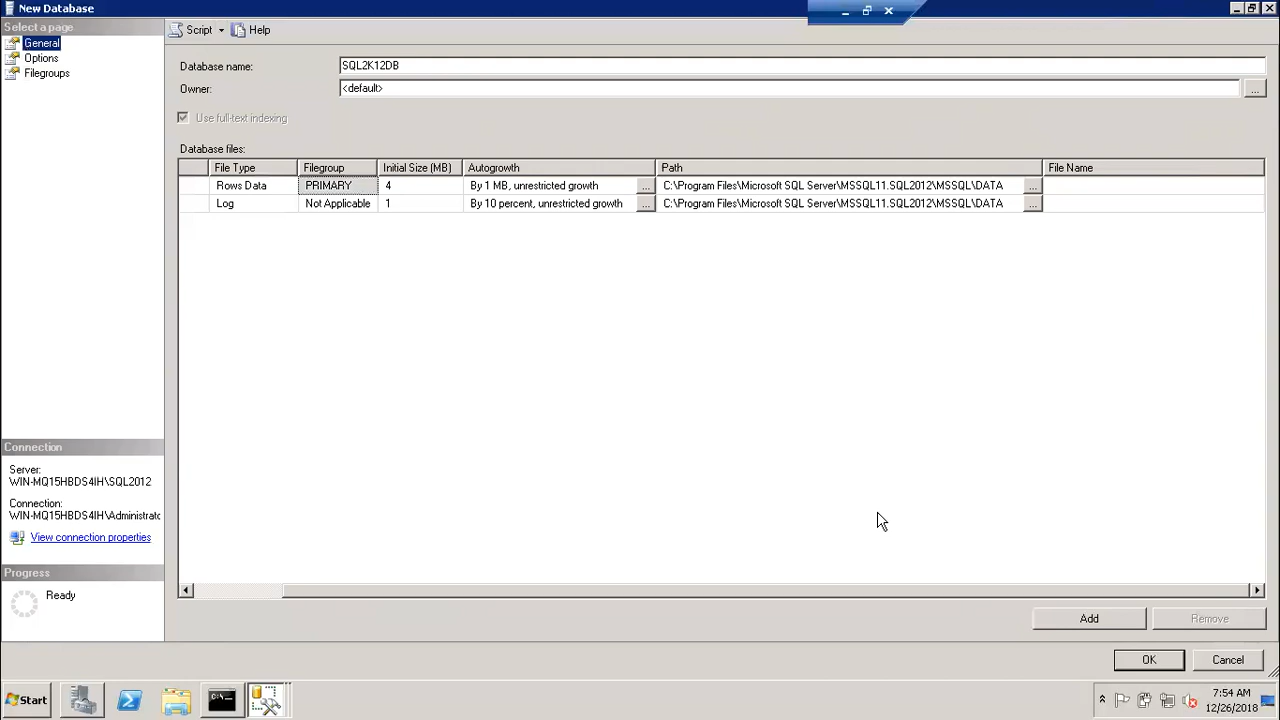 New Database
Select a page
General
Options
Filegroups
Script
Help
Database name:
SQL2K12DB
Owner:
<default>
...
Use full-text indexing
Database files:
File Type Filegroup Initial Size (MB) Autogrowth Path File Name
Rows Data PRIMARY 4 By 1 MB, unrestricted growth ... C:\Program Files\Microsoft SQL Server\MSSQL11.SQL2012\MSSQL\DATA ...
Log Not Applicable 1 By 10 percent, unrestricted growth ... C:\Program Files\Microsoft SQL Server\MSSQL11.SQL2012\MSSQL\DATA ...
Connection
Server:
WIN-MQ15HBDS4IH\SQL2012
Connection:
WIN-MQ15HBDS4IH\Administrato
View connection properties
Progress
Ready
Add
Remove
OK
Cancel
Start
7:54 AM
12/26/2018